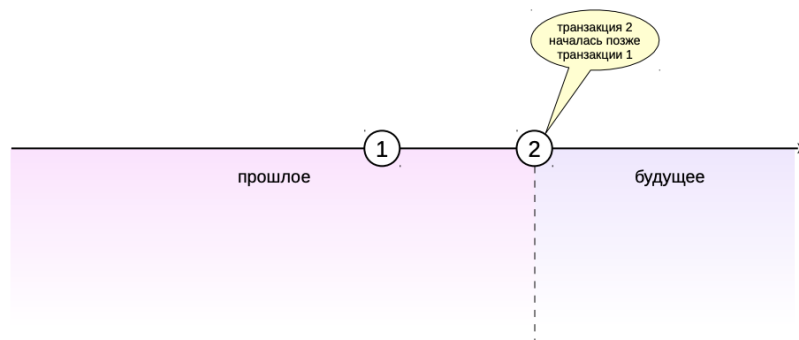 транзакция 2
началась позже
транзакции 1
1
2
прошлое
будущее